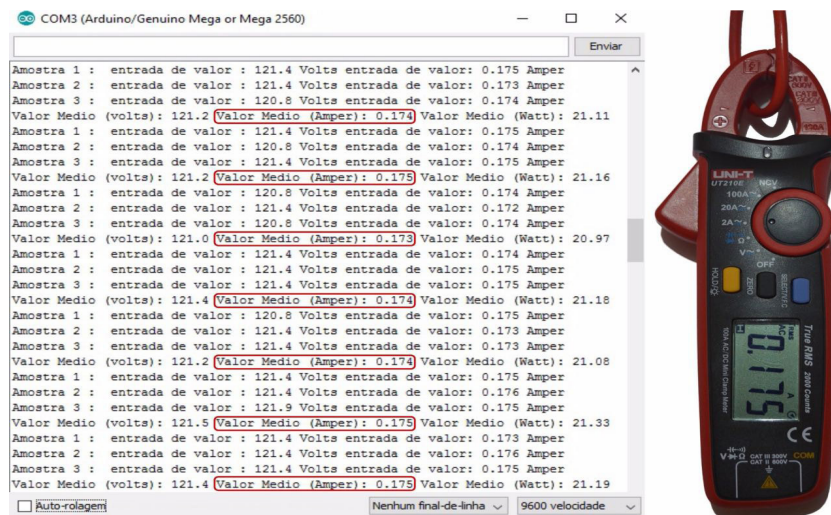 COM3 (Arduino/Genuino Mega or Mega 2560)
Enviar
Amostra 1 : entrada de valor : 121.4 Volts entrada de valor: 0.175 Amper
Amostra 2 : entrada de valor : 121.4 Volts entrada de valor: 0.173 Amper
Amostra 3 : entrada de valor : 120.8 Volts entrada de valor: 0.174 Amper
Valor Medio (volts): 121.2 Valor Medio (Amper): 0.174 Valor Medio (Watt): 21.11
Amostra 1 : entrada de valor : 121.4 Volts entrada de valor: 0.175 Amper
Amostra 2 : entrada de valor : 120.8 Volts entrada de valor: 0.174 Amper
Amostra 3 : entrada de valor : 121.4 Volts entrada de valor: 0.175 Amper
Valor Medio (volts): 121.2 Valor Medio (Amper): 0.175 Valor Medio (Watt): 21.16
Amostra 1 : entrada de valor : 120.8 Volts entrada de valor: 0.174 Amper
Amostra 2 : entrada de valor : 121.4 Volts entrada de valor: 0.172 Amper
Amostra 3 : entrada de valor : 120.8 Volts entrada de valor: 0.174 Amper
Valor Medio (volts): 121.0 Valor Medio (Amper): 0.173 Valor Medio (Watt): 20.97
Amostra 1 : entrada de valor : 121.4 Volts entrada de valor: 0.174 Amper
Amostra 2 : entrada de valor : 121.4 Volts entrada de valor: 0.175 Amper
Amostra 3 : entrada de valor : 121.4 Volts entrada de valor: 0.175 Amper
Valor Medio (volts): 121.4 Valor Medio (Amper): 0.174 Valor Medio (Watt): 21.18
Amostra 1 : entrada de valor : 120.8 Volts entrada de valor: 0.175 Amper
Amostra 2 : entrada de valor : 121.4 Volts entrada de valor: 0.173 Amper
Amostra 3 : entrada de valor : 121.4 Volts entrada de valor: 0.173 Amper
Valor Medio (volts): 121.2 Valor Medio (Amper): 0.174 Valor Medio (Watt): 21.08
Amostra 1 : entrada de valor : 121.4 Volts entrada de valor: 0.175 Amper
Amostra 2 : entrada de valor : 121.4 Volts entrada de valor: 0.176 Amper
Amostra 3 : entrada de valor : 121.9 Volts entrada de valor: 0.175 Amper
Valor Medio (volts): 121.5 Valor Medio (Amper): 0.175 Valor Medio (Watt): 21.33
Amostra 1 : entrada de valor : 121.4 Volts entrada de valor: 0.173 Amper
Amostra 2 : entrada de valor : 121.4 Volts entrada de valor: 0.176 Amper
Amostra 3 : entrada de valor : 121.4 Volts entrada de valor: 0.175 Amper
Valor Medio (volts): 121.4 Valor Medio (Amper): 0.175 Valor Medio (Watt): 21.19
Auto-rolagem
Nenhum final-de-linha
9600 velocidade
UNI-T
UT210E
NCV
100A~
20A~
2A~
Ω
V~
OFF
HOLD
ZERO
SELECT
True RMS 2000 Counts
100A AC/DC Mini Clamp Meter
TRMS
AC
0.175
A
CE
VΩ
CAT III 300V
CAT II 600V
COM